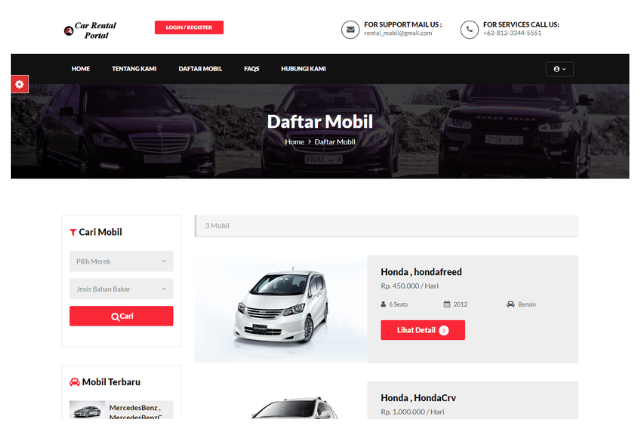 Car Rental
Portal
LOGIN / REGISTER
FOR SUPPORT MAIL US :
rental_mobil@gmail.com
FOR SERVICES CALL US:
+62-812-3344-5551
HOME
TENTANG KAMI
DAFTAR MOBIL
FAQS
HUBUNGI KAMI
Daftar Mobil
Home > Daftar Mobil
Cari Mobil
Pilih Merek
Jenis Bahan Bakar
Cari
3 Mobil
Honda , hondafreed
Rp. 450.000 / Hari
6 Seats
2012
Bensin
Lihat Detail
Mobil Terbaru
MercedesBenz ,
MercedesBenzC
Honda , HondaCrv
Rp. 1.000.000 / Hari